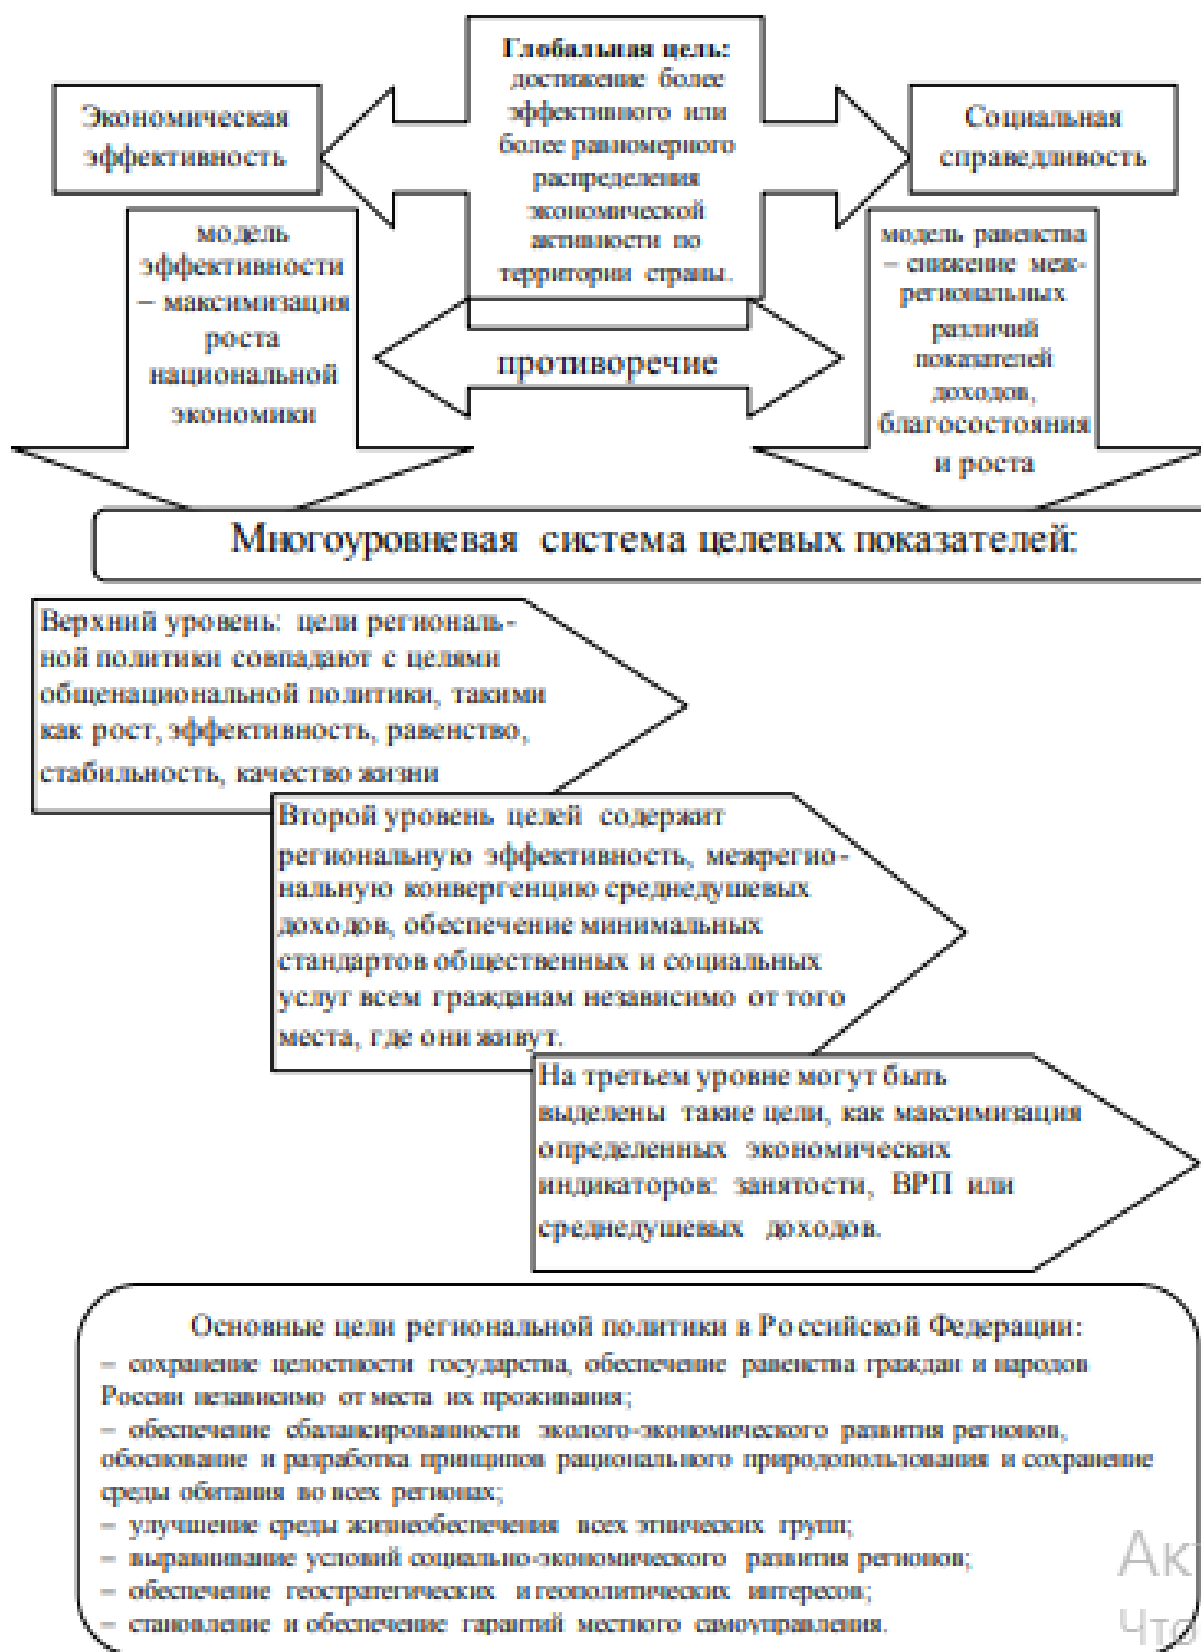 Глобальная цель:
достижение более
эффективного или
более равномерного
распределения
экономической
активности по
территории страны.
Экономическая
эффективность
Социальная
справедливость
модель
эффективности
– максимизация
роста
национальной
экономики
противоречие
модель равенства
– снижение меж-
региональных
различий
показателей
доходов,
благосостояния
и роста
Многоуровневая система целевых показателей:
Верхний уровень: цели региональ-
ной политики совпадают с целями
общенациональной политики, такими
как рост, эффективность, равенство,
стабильность, качество жизни
Второй уровень целей содержит
региональную эффективность, межрегио-
нальную конвергенцию среднедушевых
доходов, обеспечение минимальных
стандартов общественных и социальных
услуг всем гражданам независимо от того
места, где они живут.
На третьем уровне могут быть
выделены такие цели, как максимизация
определенных экономических
индикаторов: занятости, ВРП или
среднедушевых доходов.
Основные цели региональной политики в Российской Федерации:
– сохранение целостности государства, обеспечение равенства граждан и народов
России независимо от места их проживания;
– обеспечение сбалансированности эколого-экономического развития регионов,
обоснование и разработка принципов рационального природопользования и сохранение
среды обитания во всех регионах;
– улучшение среды жизнеобеспечения всех этнических групп;
– выравнивание условий социально-экономического развития регионов;
– обеспечение геостратегических и геополитических интересов;
– становление и обеспечение гарантий местного самоуправления.
Ак
Что